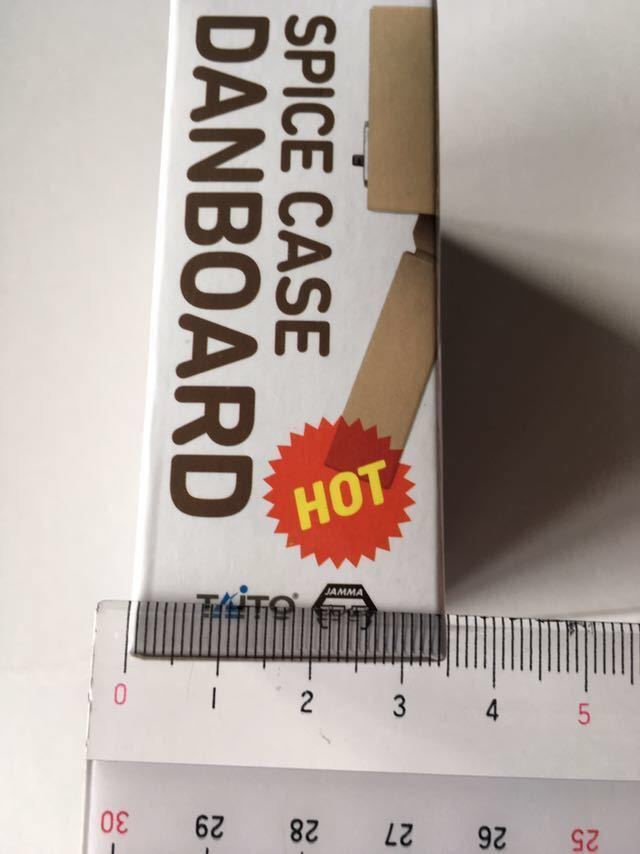 SPICE CASE
DANBOARD
HOT
TAITO®
JAMMA
0 1 2 3 4 5
30 29 28 27 26 25